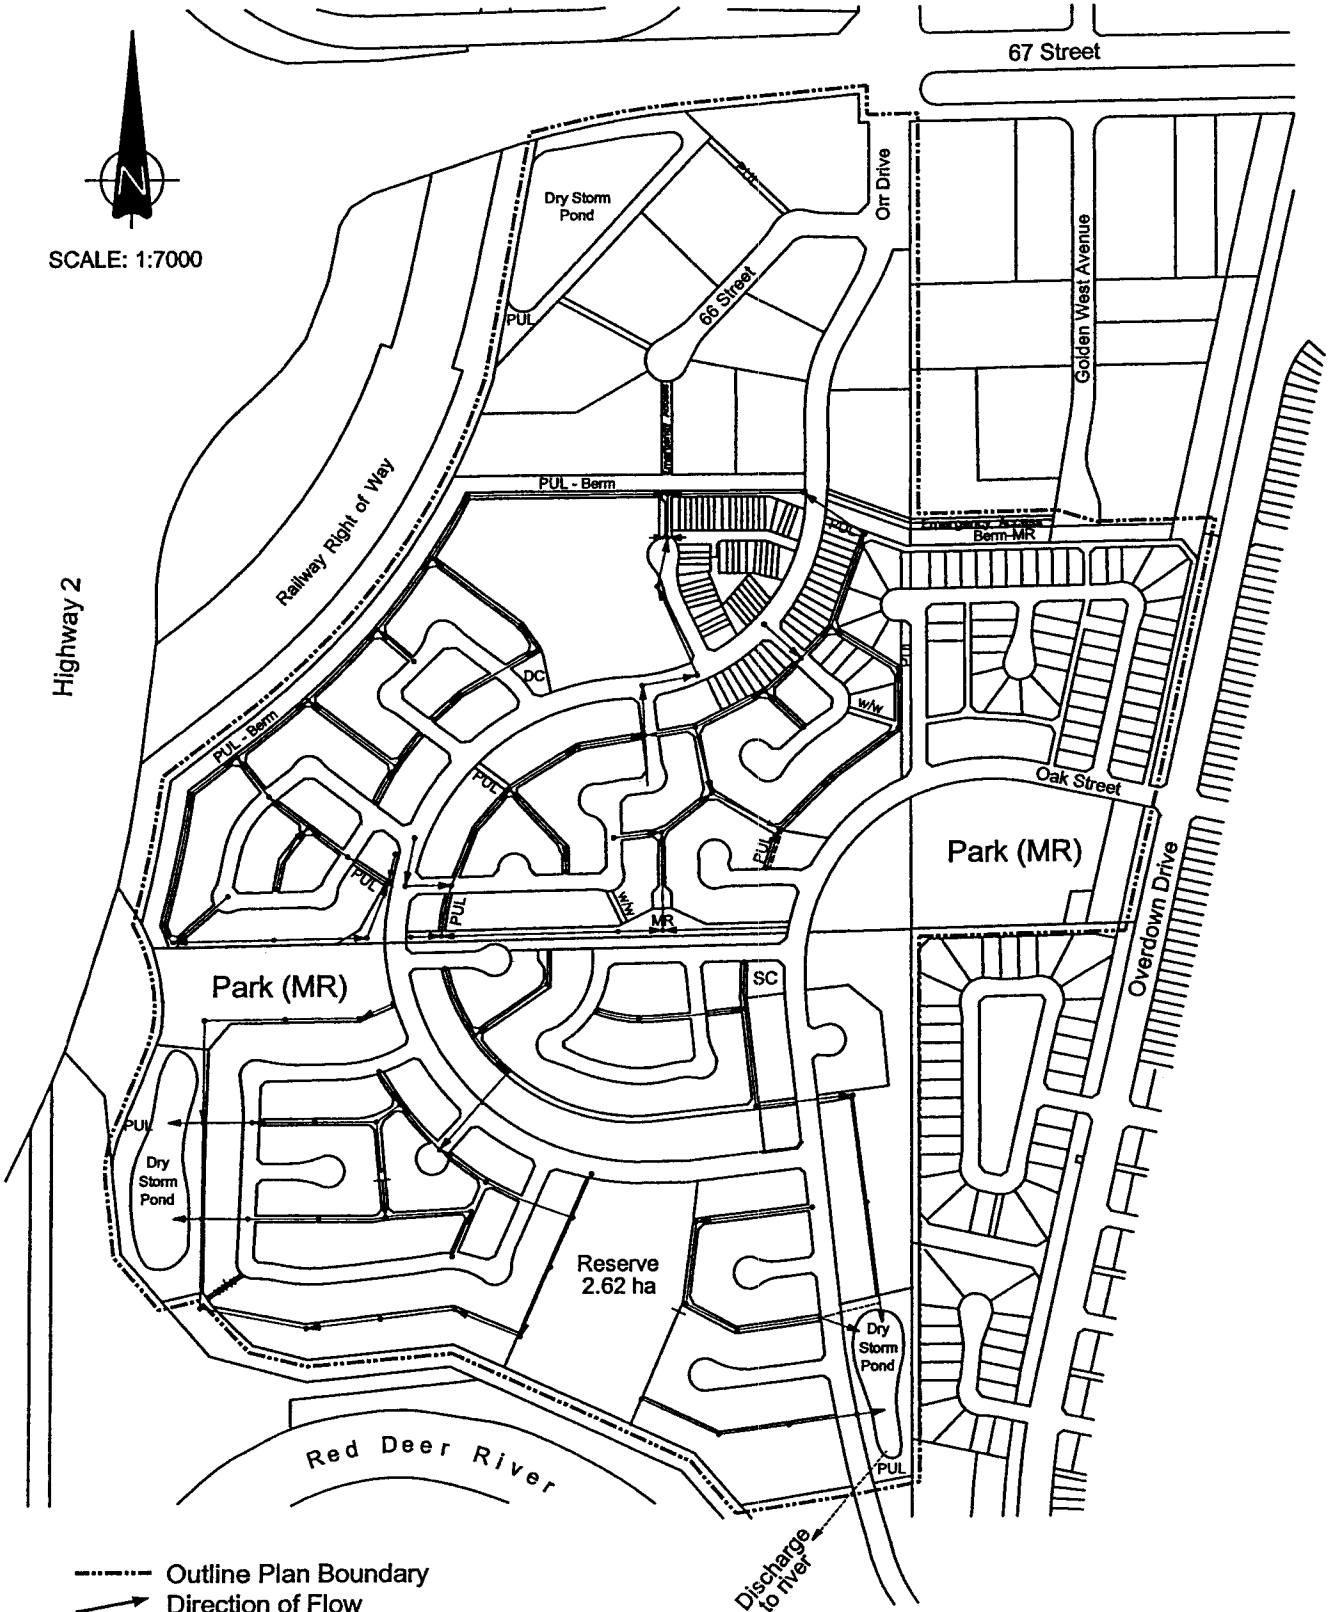 67 Street
N
SCALE: 1:7000
Orr Drive
PUL
Dry Storm
Pond
Golden West Avenue
66 Street
PUL
Emergency Access
Railway Right of Way
PUL - Berm
PUL
Emergency Access
Berm-MR
Highway 2
PUL
DC
w/w
PUL - Berm
PUL
Oak Street
PUL
PUL
Park (MR)
Overdown Drive
w/w
PUL
MR
Park (MR)
SC
PUL
Dry
Storm
Pond
Reserve
2.62 ha
Dry
Storm
Pond
Red Deer River
PUL
Discharge
to river
Outline Plan Boundary
Direction of Flow